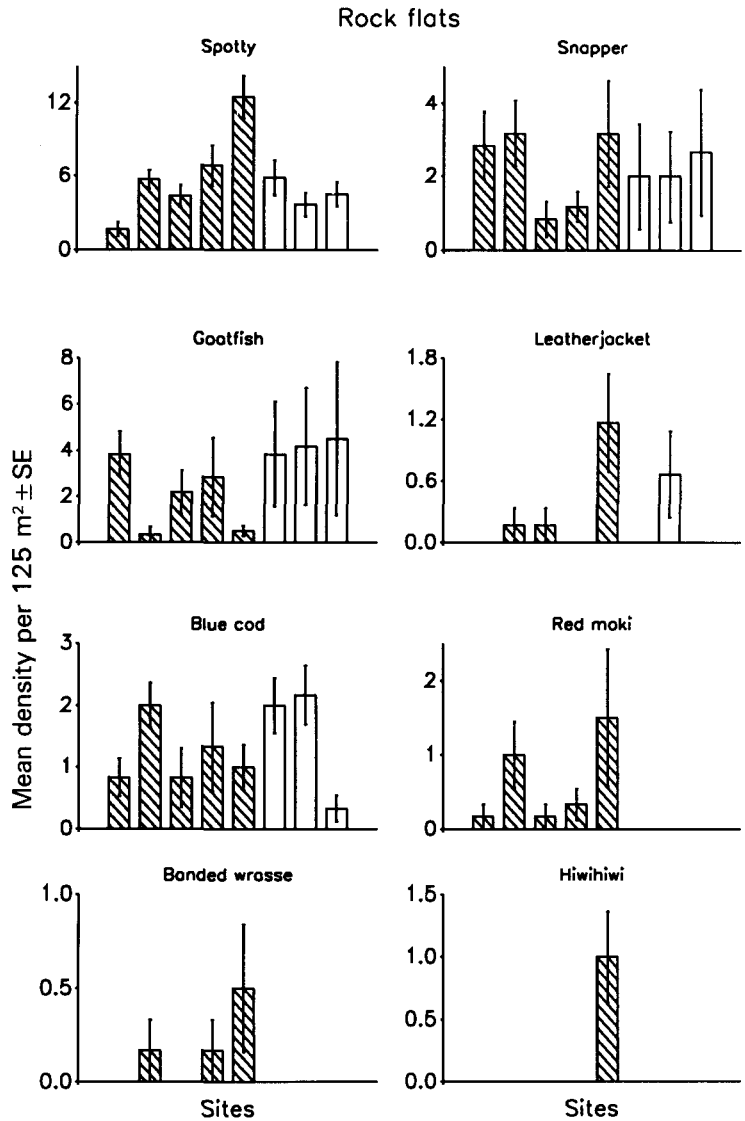 Rock flats
Spotty
12
6
0
Snapper
4
2
0
Goatfish
8
6
4
2
0
Leatherjacket
1.8
1.2
0.6
0.0
Mean density per 125 m² ± SE
Blue cod
3
2
1
0
Red moki
2
1
0
Banded wrasse
1.0
0.5
0.0
Sites
Hiwihiwi
1.5
1.0
0.5
0.0
Sites